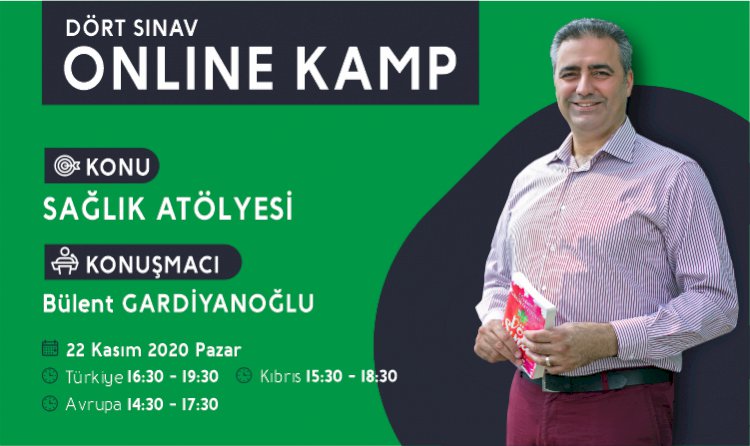 DÖRT SINAV
ONLINE KAMP
KONU
SAĞLIK ATÖLYESİ
KONUŞMACI
Bülent GARDİYANOĞLU
22 Kasım 2020 Pazar
Türkiye 16:30 - 19:30 Kıbrıs 15:30 - 18:30
Avrupa 14:30 - 17:30